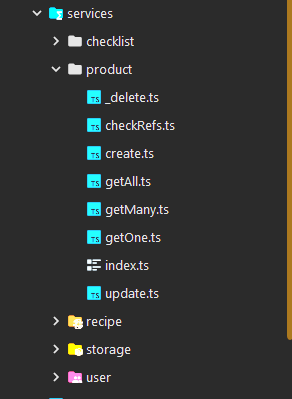 services
checklist
product
TS _delete.ts
TS checkRefs.ts
TS create.ts
TS getAll.ts
TS getMany.ts
TS getOne.ts
index.ts
TS update.ts
recipe
storage
user